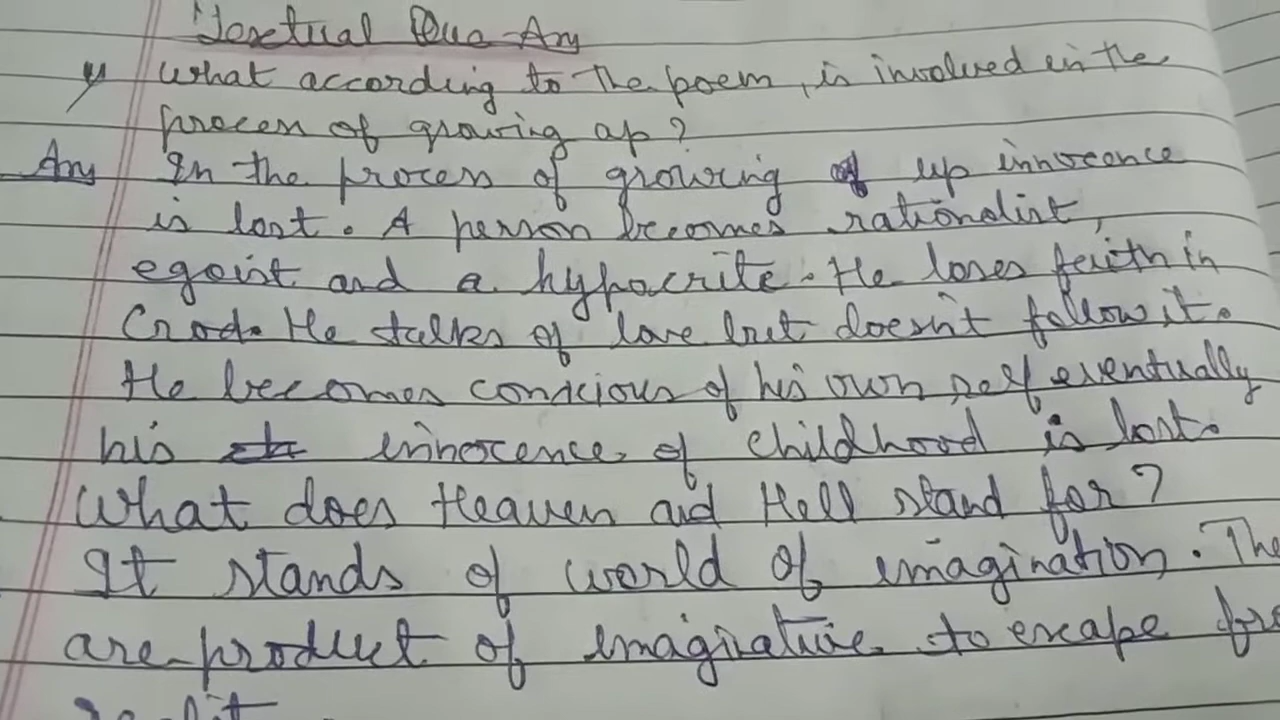 Textual Que Ans
1) What according to the poem, is involved in the
process of growing up?
Ans In the process of growing up innocence
is lost. A person becomes rationalist,
egoist and a hypocrite. He loses faith in
God. He talks of love but doesn't follow it.
He becomes concious of his own self eventually
his innocence of childhood is lost.
What does Heaven and Hell stand for?
It stands of world of imagination. The
are product of imaginative to escape fro